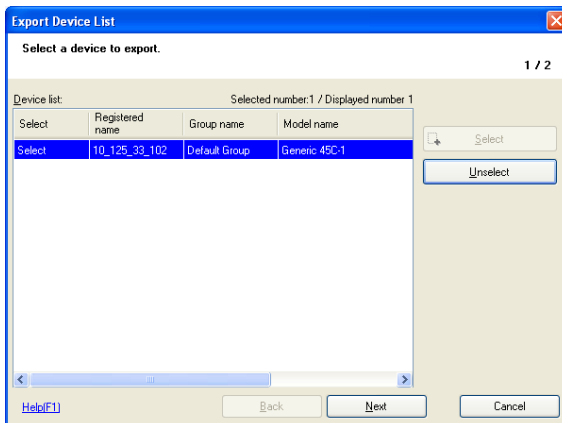 Export Device List
Select a device to export.
1 / 2
Device list: Selected number:1 / Displayed number 1
Select Registered name Group name Model name
Select 10_125_33_102 Default Group Generic 45C-1
Select
Unselect
Help(F1) Back Next Cancel